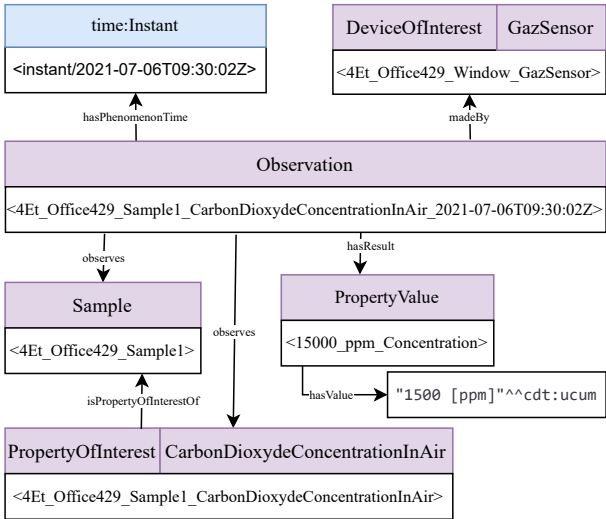 time:Instant
<instant/2021-07-06T09:30:02Z>
DeviceOfInterest GazSensor
<4Et_Office429_Window_GazSensor>
hasPhenomenonTime
madeBy
Observation
<4Et_Office429_Sample1_CarbonDioxydeConcentrationInAir_2021-07-06T09:30:02Z>
observes
hasResult
Sample
<4Et_Office429_Sample1>
observes
PropertyValue
<15000_ppm_Concentration>
hasValue
"1500 [ppm]"^^cdt:ucum
isPropertyOfInterestOf
PropertyOfInterest CarbonDioxydeConcentrationInAir
<4Et_Office429_Sample1_CarbonDioxydeConcentrationInAir>